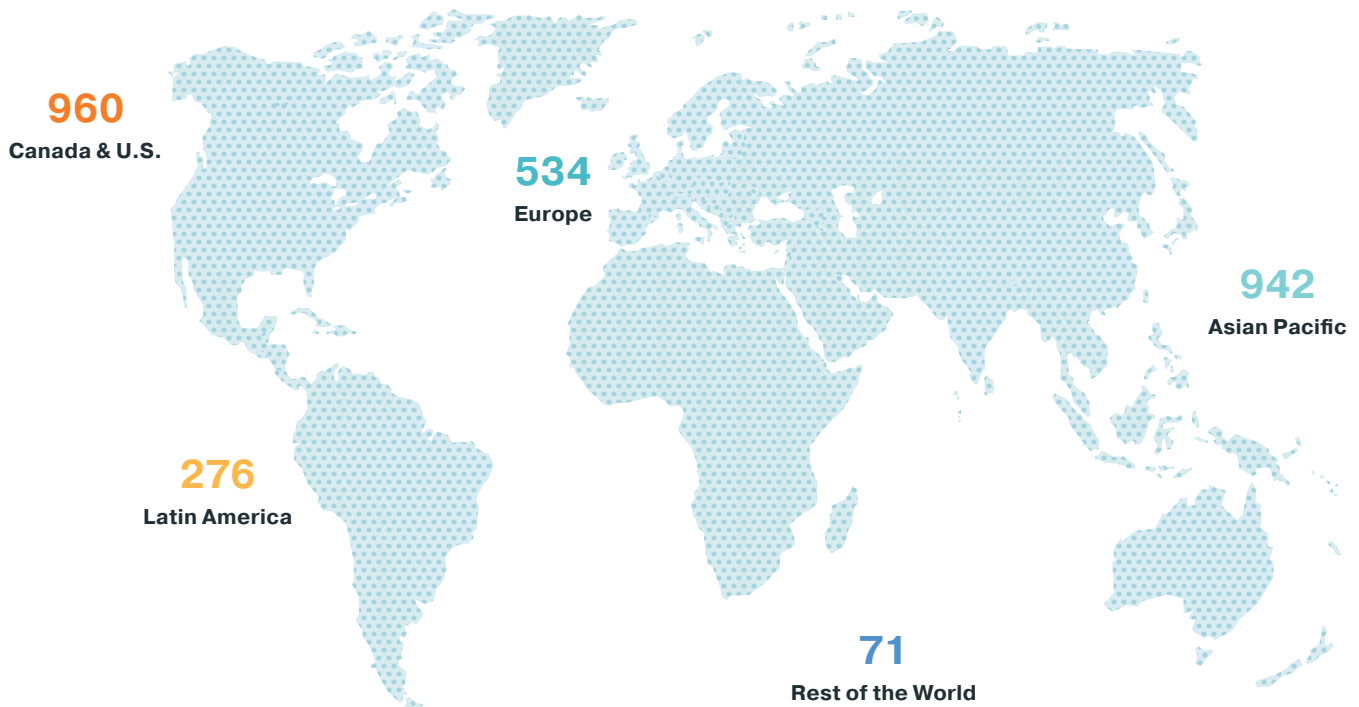 960
Canada & U.S.
534
Europe
942
Asian Pacific
276
Latin America
71
Rest of the World